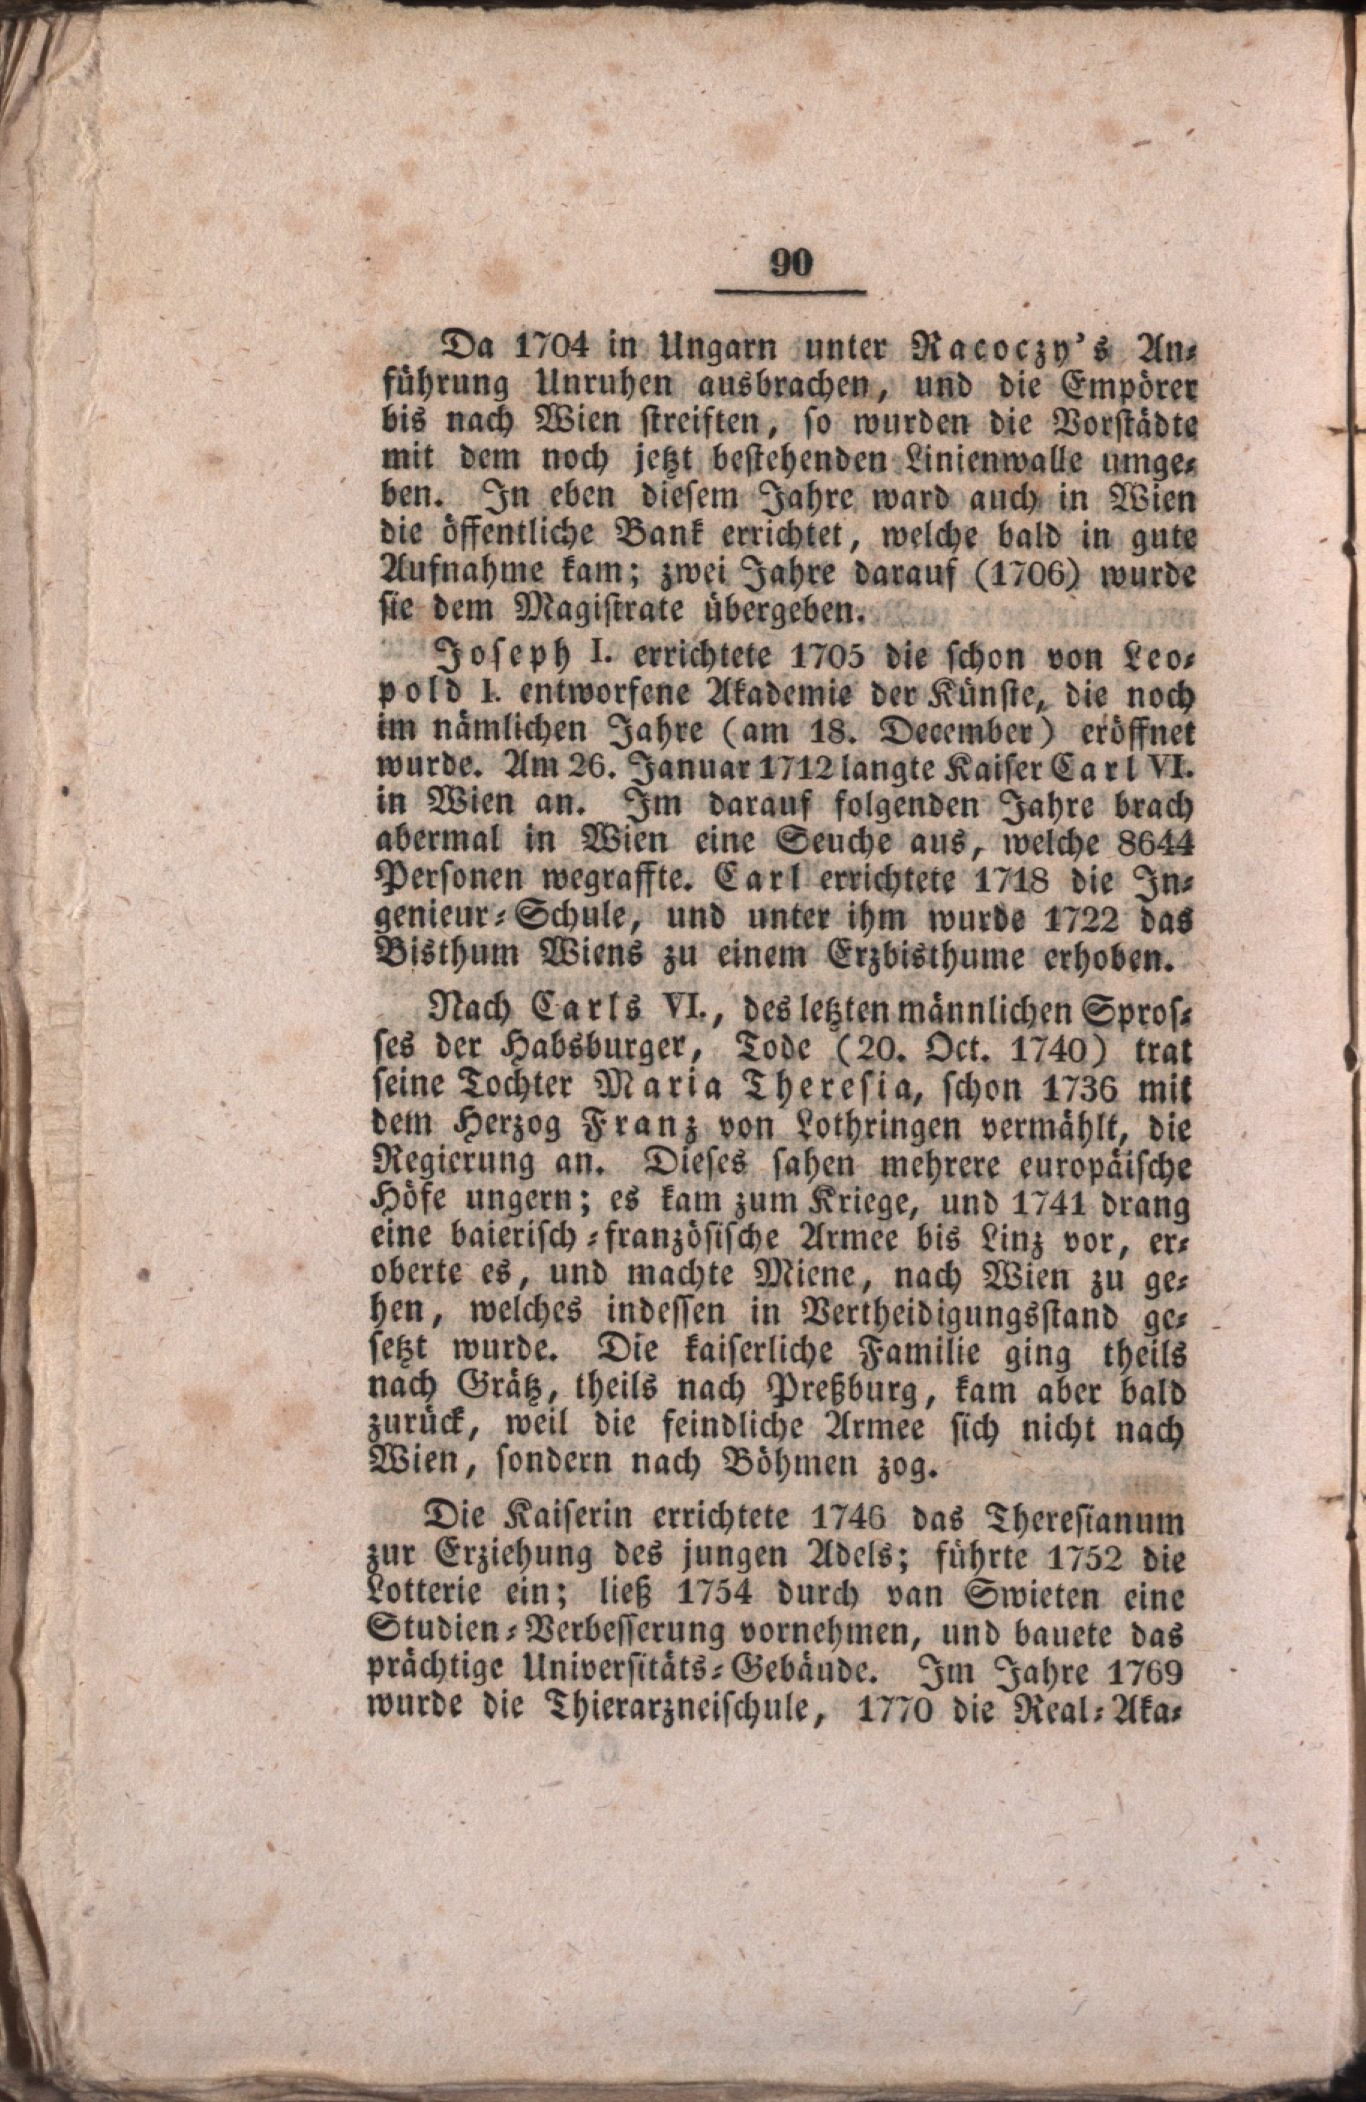 90
Da 1704 in Ungarn unter Racoczy's An-
führung Unruhen ausbrachen, und die Empörer
bis nach Wien streiften, so wurden die Vorstädte
mit dem noch jetzt bestehenden Linienwalle umge-
ben. In eben diesem Jahre ward auch in Wien
die öffentliche Bank errichtet, welche bald in gute
Aufnahme kam; zwei Jahre darauf (1706) wurde
sie dem Magistrate übergeben.
Joseph I. errichtete 1705 die schon von Leo-
pold I. entworfene Akademie der Künste, die noch
im nämlichen Jahre (am 18. December) eröffnet
wurde. Am 26. Januar 1712 langte Kaiser Carl VI.
in Wien an. Im darauf folgenden Jahre brach
abermal in Wien eine Seuche aus, welche 8644
Personen wegraffte. Carl errichtete 1718 die In-
genieur-Schule, und unter ihm wurde 1722 das
Bisthum Wiens zu einem Erzbisthume erhoben.
Nach Carls VI., des letzten männlichen Spros-
ses der Habsburger, Tode (20. Oct. 1740) trat
seine Tochter Maria Theresia, schon 1736 mit
dem Herzog Franz von Lothringen vermählt, die
Regierung an. Dieses sahen mehrere europäische
Höfe ungern; es kam zum Kriege, und 1741 drang
eine baierisch-französische Armee bis Linz vor, er-
oberte es, und machte Miene, nach Wien zu ge-
hen, welches indessen in Vertheidigungsstand ge-
setzt wurde. Die kaiserliche Familie ging theils
nach Grätz, theils nach Preßburg, kam aber bald
zurück, weil die feindliche Armee sich nicht nach
Wien, sondern nach Böhmen zog.
Die Kaiserin errichtete 1746 das Theresianum
zur Erziehung des jungen Adels; führte 1752 die
Lotterie ein; ließ 1754 durch van Swieten eine
Studien-Verbesserung vornehmen, und bauete das
prächtige Universitäts-Gebäude. Im Jahre 1769
wurde die Thierarzneischule, 1770 die Real-Aka-